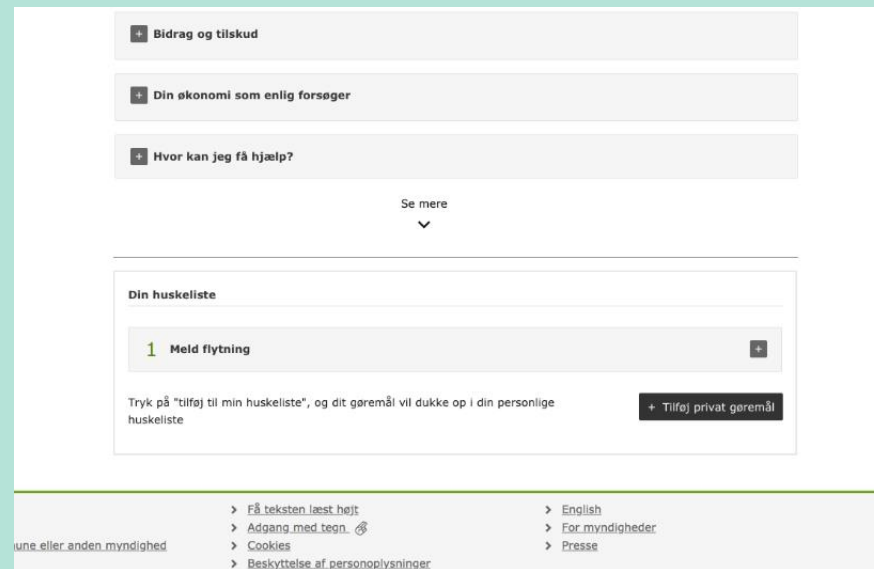 Bidrag og tilskud
Din økonomi som enlig forsøger
Hvor kan jeg få hjælp?
Se mere
Din huskeliste
1 Meld flytning
Tryk på "tilføj til min huskeliste", og dit gøremål vil dukke op i din personlige
huskeliste
+ Tilføj privat gøremål
eller anden myndighed
Få teksten læst højt
Adgang med tegn
Cookies
Beskyttelse af personoplysninger
English
For myndigheder
Presse